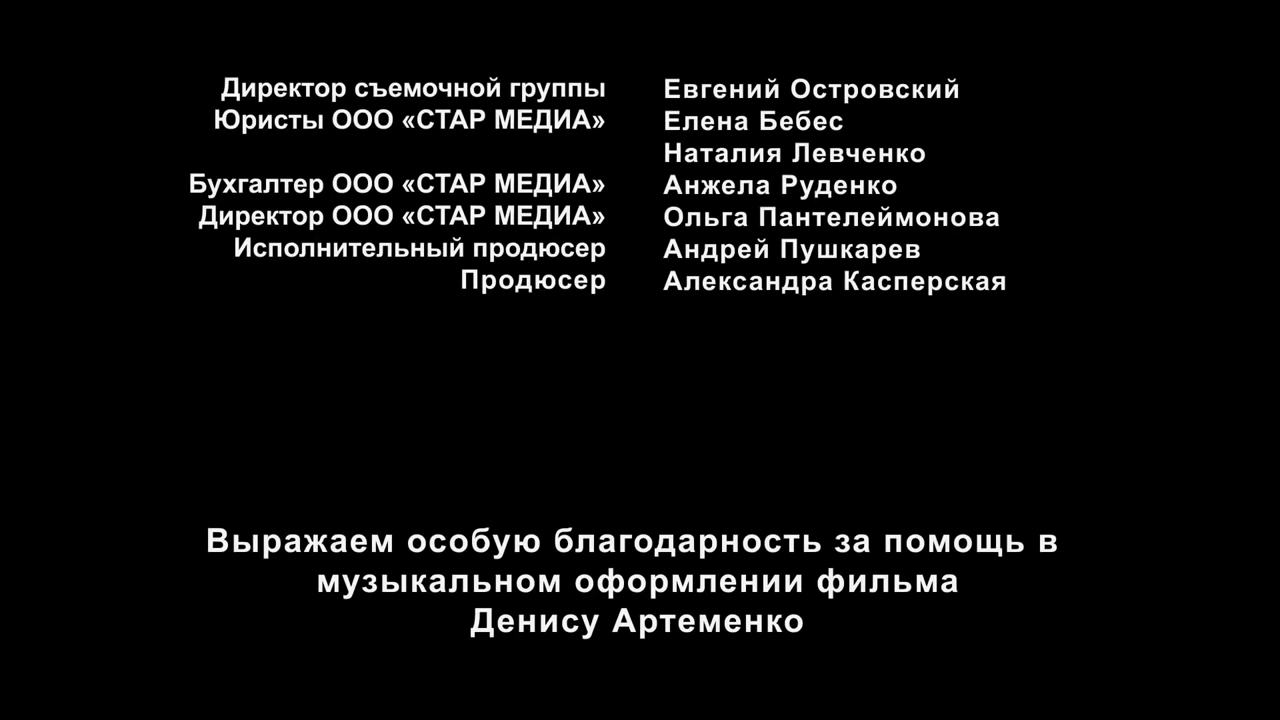 Директор съемочной группы Евгений Островский
Юристы ООО «СТАР МЕДИА» Елена Бебес
Наталия Левченко
Бухгалтер ООО «СТАР МЕДИА» Анжела Руденко
Директор ООО «СТАР МЕДИА» Ольга Пантелеймонова
Исполнительный продюсер Андрей Пушкарев
Продюсер Александра Касперская
Выражаем особую благодарность за помощь в
музыкальном оформлении фильма
Денису Артеменко